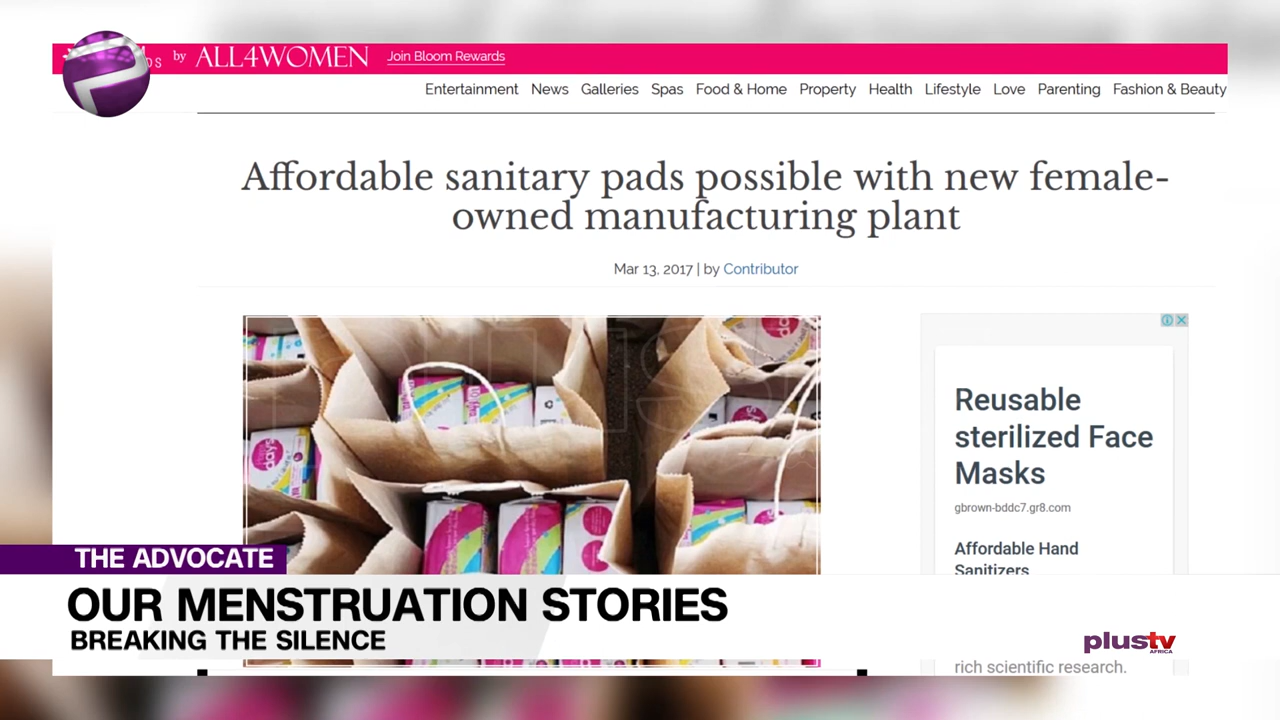 by ALL4WOMEN Join Bloom Rewards
Entertainment News Galleries Spas Food & Home Property Health Lifestyle Love Parenting Fashion & Beauty
Affordable sanitary pads possible with new female-
owned manufacturing plant
Mar 13, 2017 | by Contributor
days
Reusable
sterilized Face
Masks
gbrown-bddc7.gr8.com
Affordable Hand
Sanitizers
THE ADVOCATE
OUR MENSTRUATION STORIES
BREAKING THE SILENCE
plustv
AFRICA
rich scientific research.